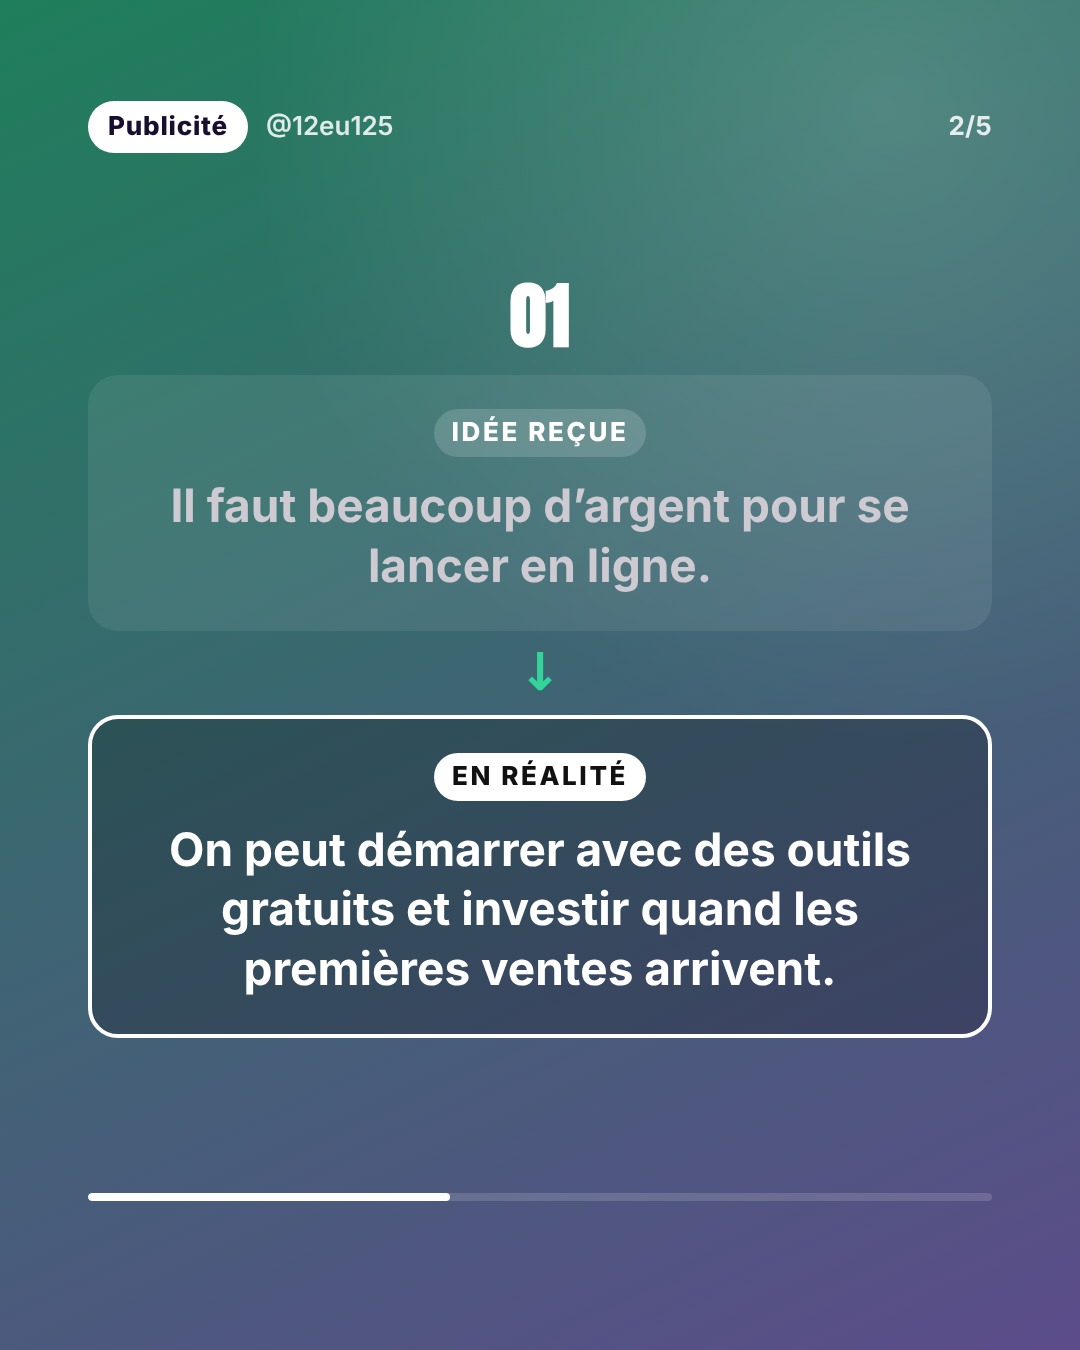 Publicité @12eu125 2/5
01
IDÉE REÇUE
Il faut beaucoup d’argent pour se
lancer en ligne.
↓
EN RÉALITÉ
On peut démarrer avec des outils
gratuits et investir quand les
premières ventes arrivent.